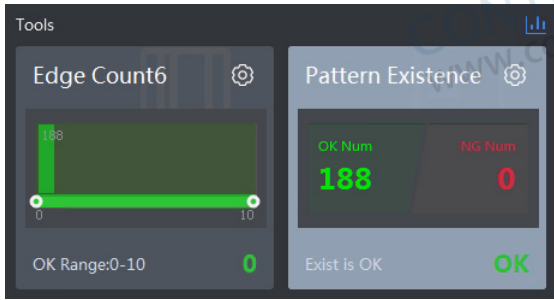 Tools
Edge Count6
188
0
10
OK Range:0-10
0
Pattern Existence
OK Num
188
NG Num
0
Exist is OK
OK